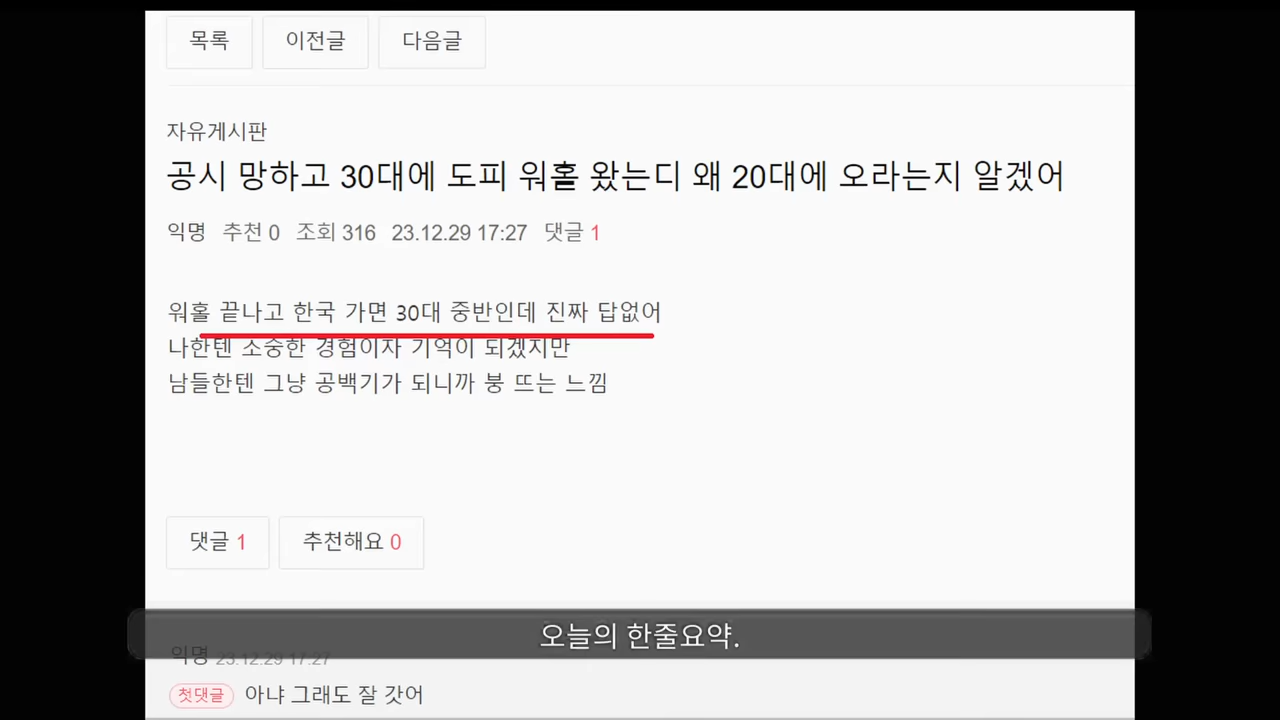 목록 이전글 다음글
자유게시판
공시 망하고 30대에 도피 워홀 왔는디 왜 20대에 오라는지 알겠어
익명 추천 0 조회 316 23.12.29 17:27 댓글 1
워홀 끝나고 한국 가면 30대 중반인데 진짜 답없어
나한텐 소중한 경험이자 기억이 되겠지만
남들한텐 그냥 공백기가 되니까 붕 뜨는 느낌
댓글 1 추천해요 0
오늘의 한줄요약.
익명 23.12.29 17:27
첫댓글 아냐 그래도 잘 갓어